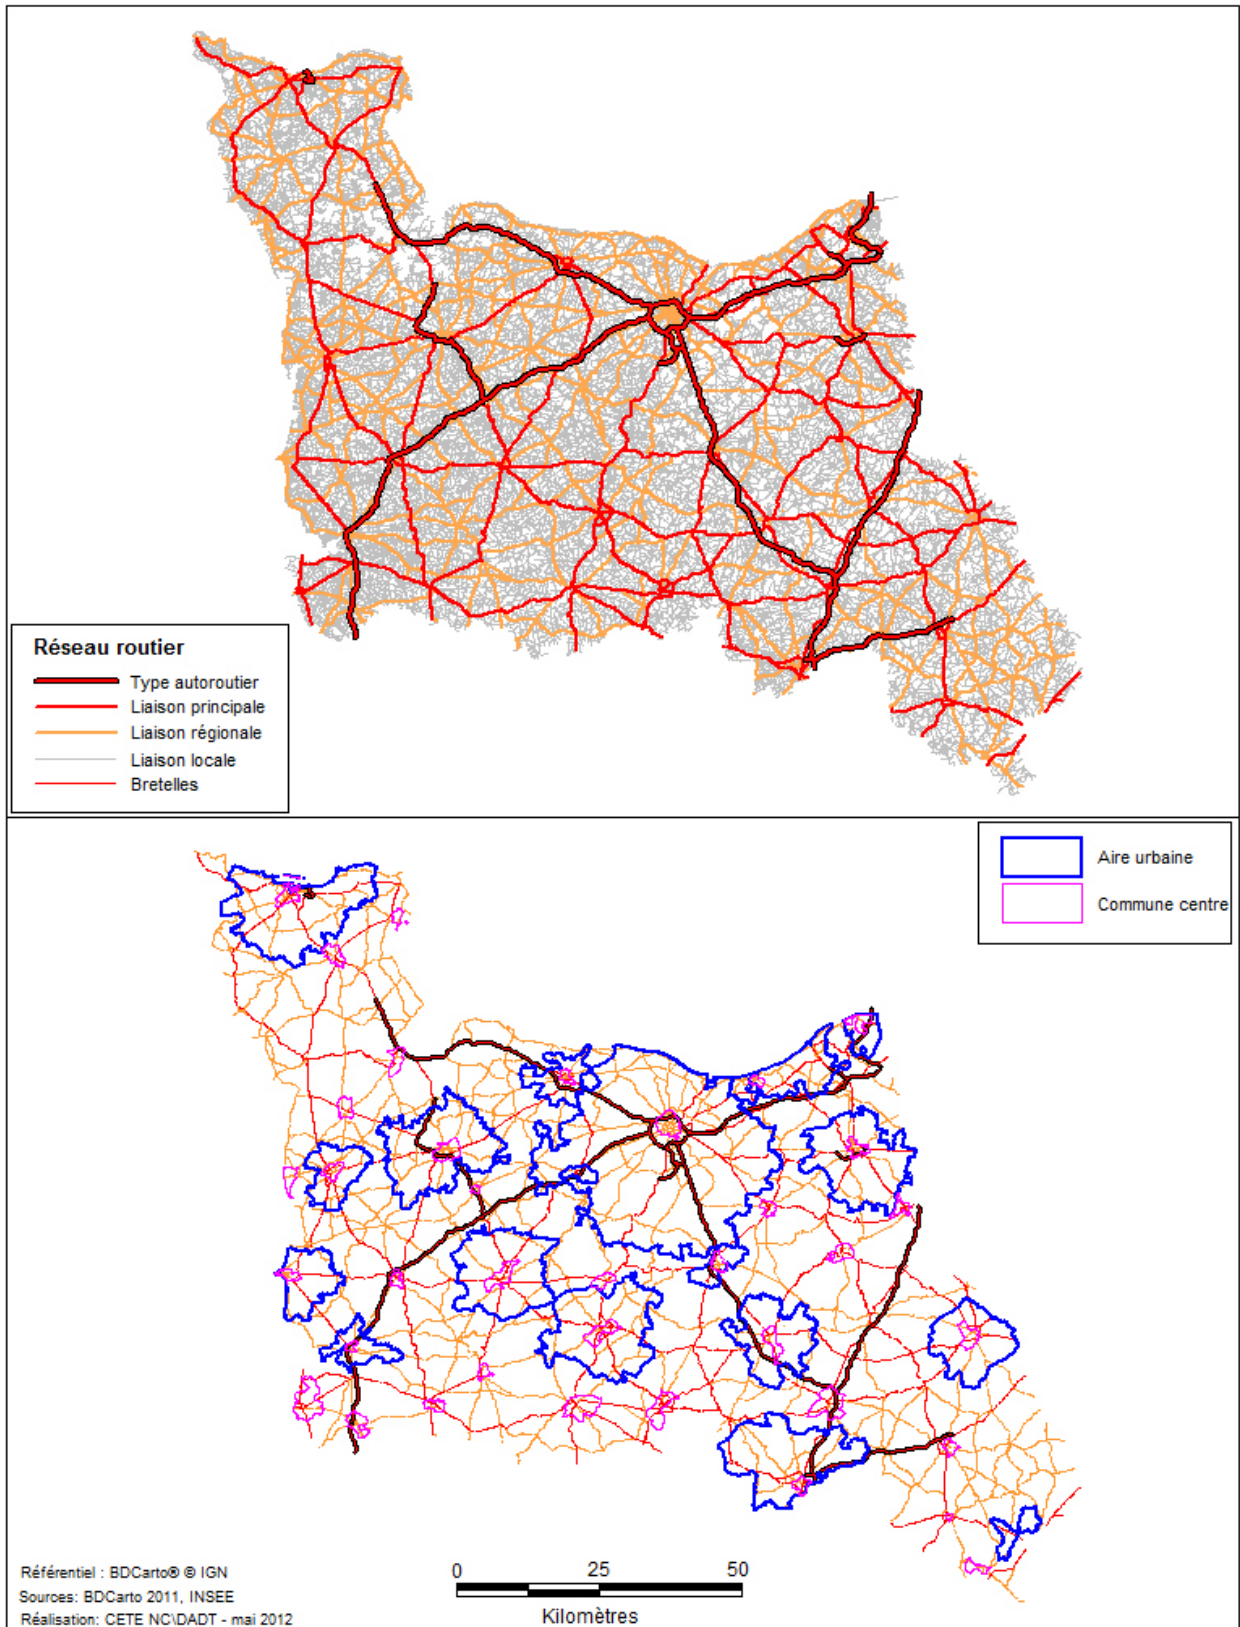 Réseau routier
Type autoroutier
Liaison principale
Liaison régionale
Liaison locale
Bretelles
Aire urbaine
Commune centre
Référentiel : BDCarto® © IGN
Sources: BDCarto 2011, INSEE
Réalisation: CETE NC\DADT - mai 2012
0 25 50
Kilomètres